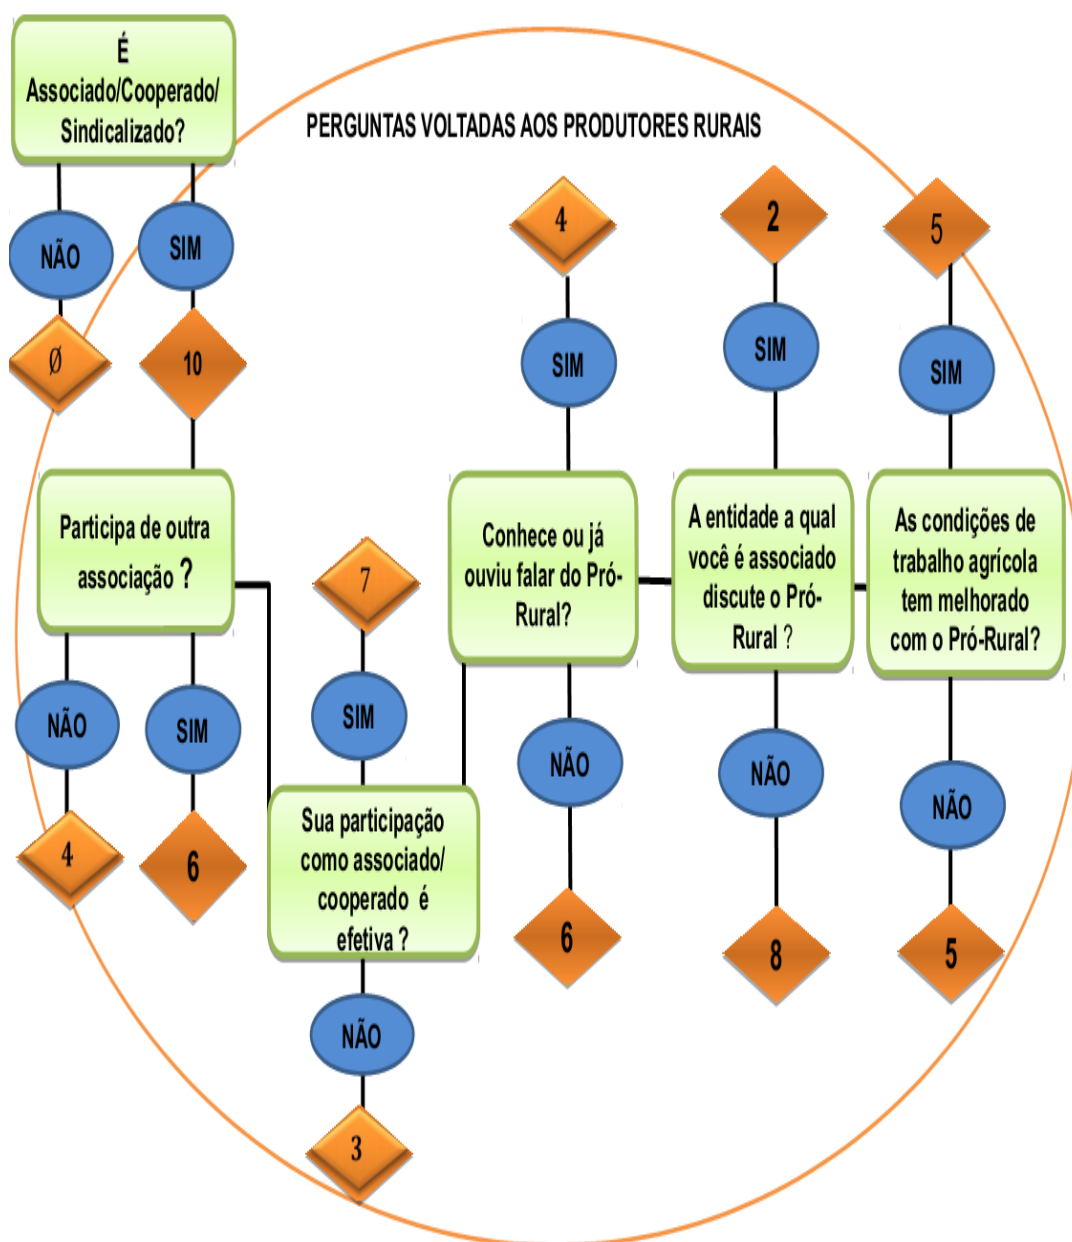 É
Associado/Cooperado/
Sindicalizado?
PERGUNTAS VOLTADAS AOS PRODUTORES RURAIS
NÃO
SIM
Ø
10
Participa de outra
associação ?
NÃO
SIM
4
6
7
SIM
Sua participação
como associado/
cooperado é
efetiva ?
NÃO
3
4
SIM
Conhece ou já
ouviu falar do Pró-
Rural?
NÃO
6
2
SIM
A entidade a qual
você é associado
discute o Pró-
Rural ?
NÃO
8
5
SIM
As condições de
trabalho agrícola
tem melhorado
com o Pró-Rural?
NÃO
5